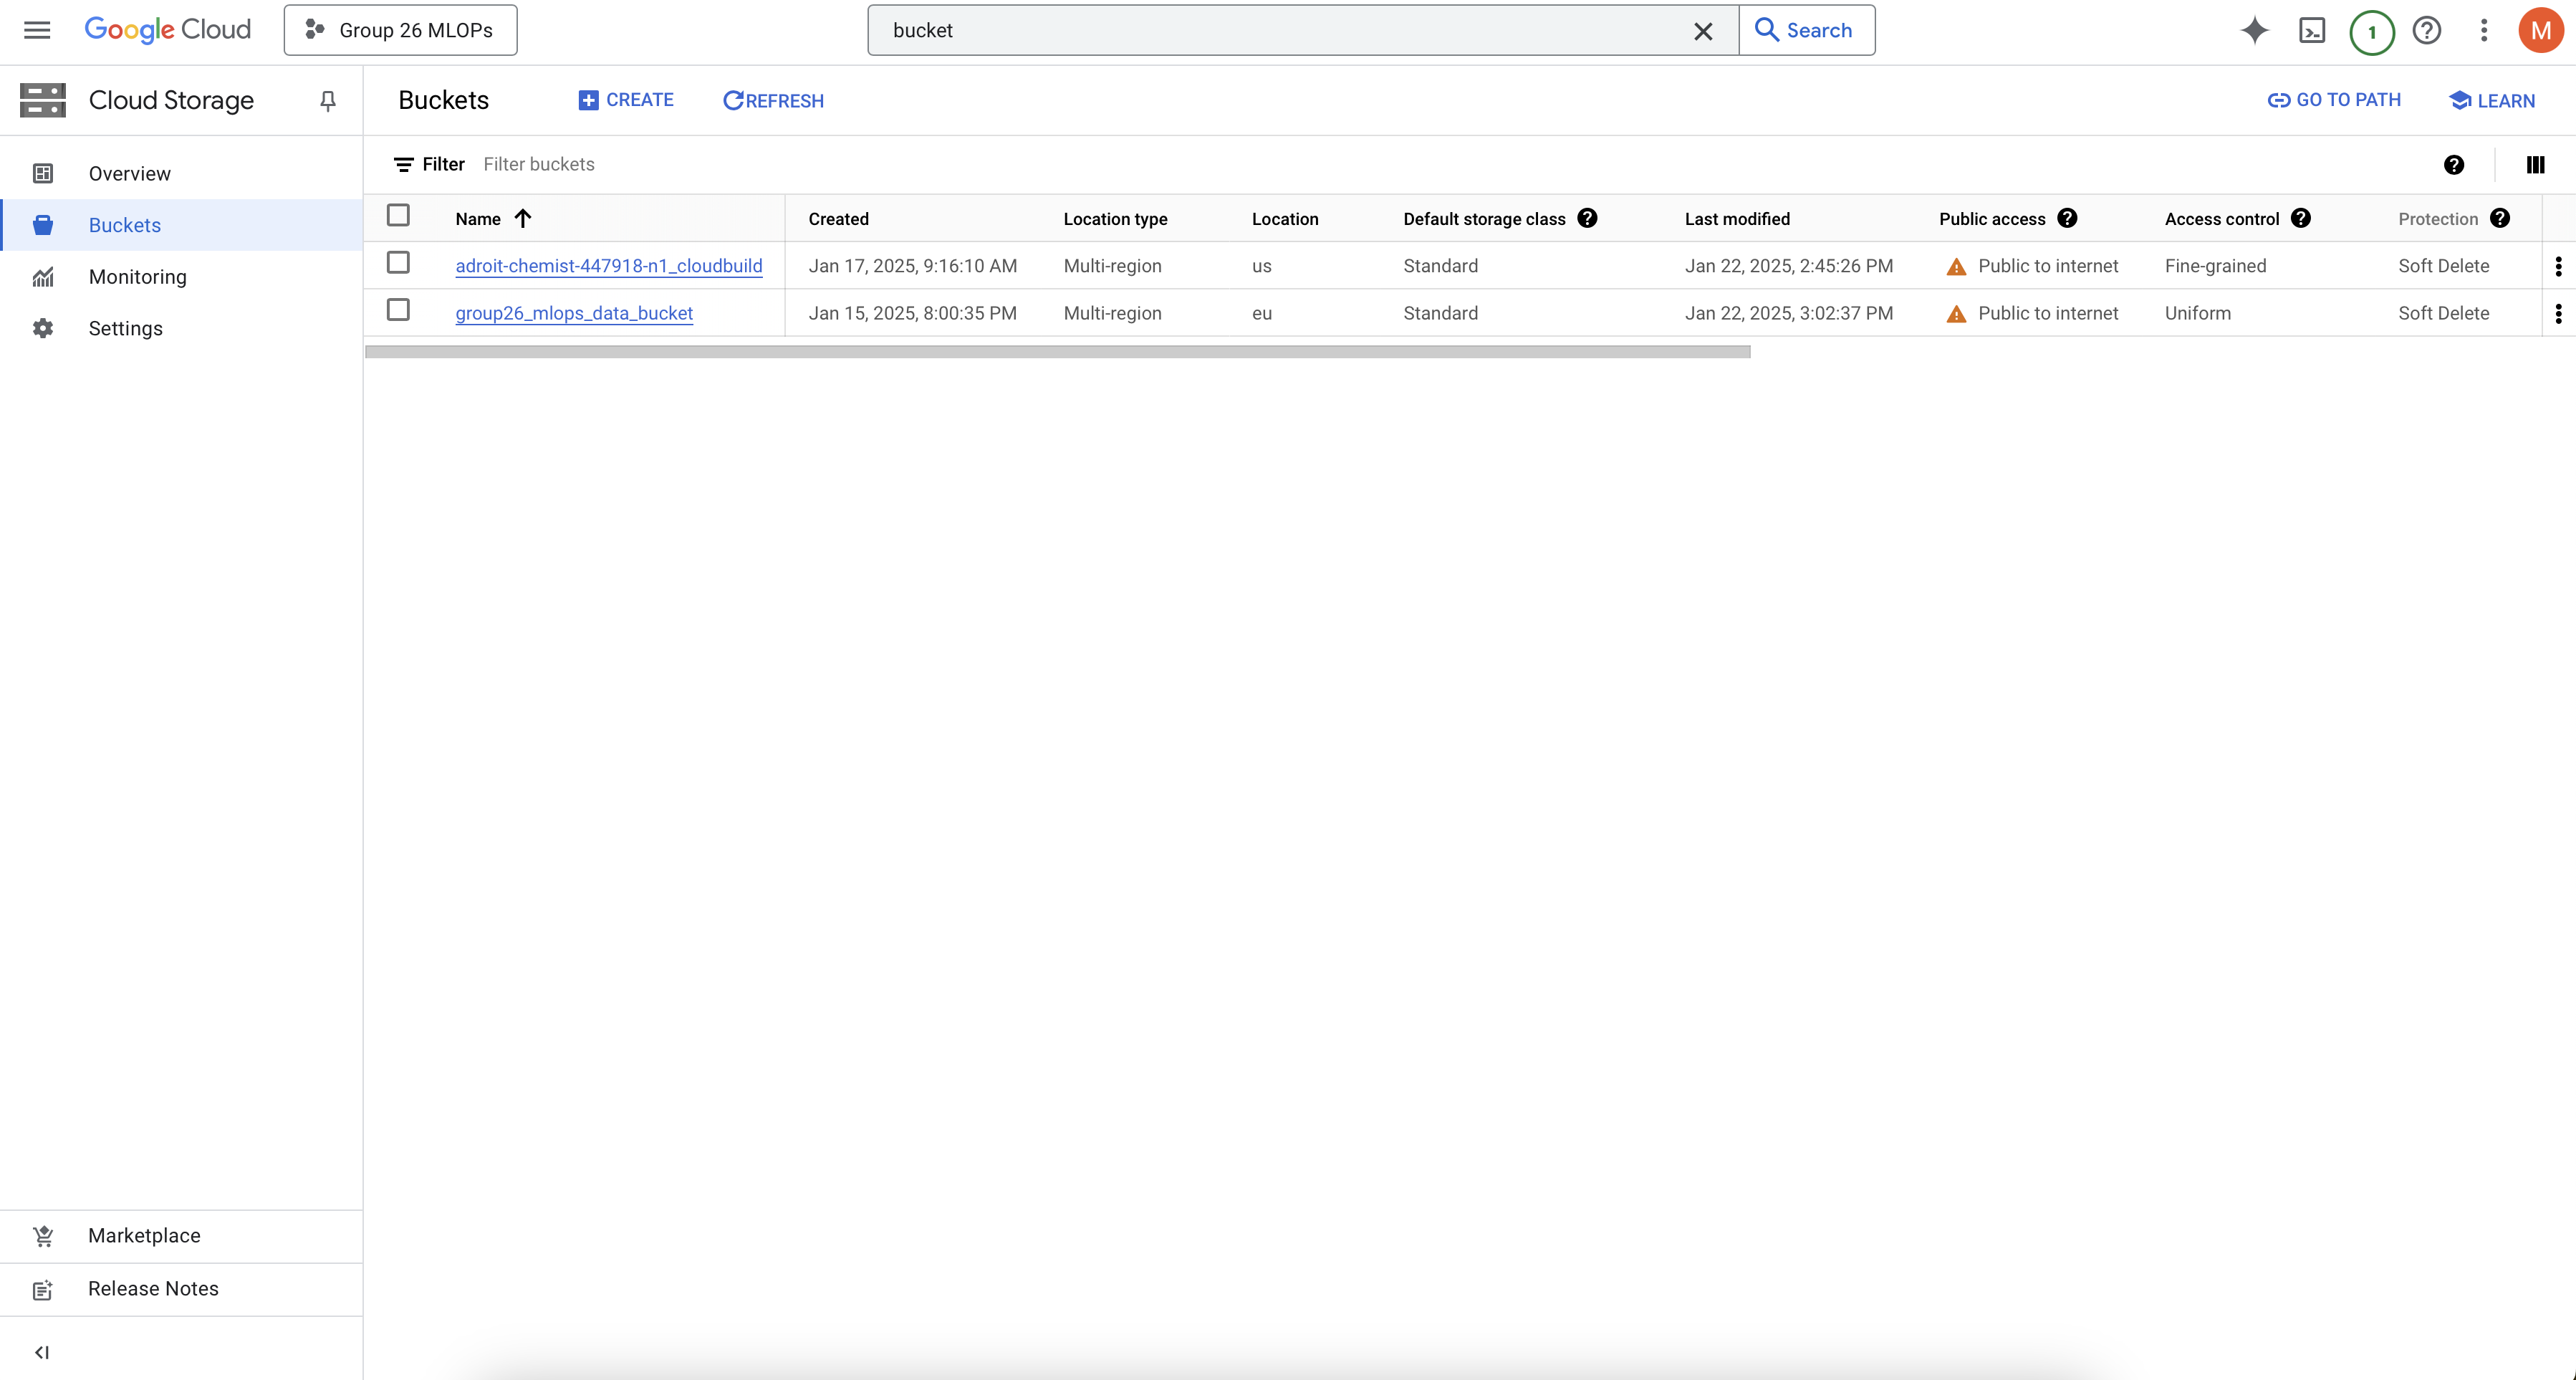 Google Cloud Group 26 MLOPs bucket Search 1 M
Cloud Storage Buckets CREATE REFRESH GO TO PATH LEARN
Overview
Buckets
Monitoring
Settings
Filter Filter buckets
Name Created Location type Location Default storage class Last modified Public access Access control Protection
adroit-chemist-447918-n1_cloudbuild Jan 17, 2025, 9:16:10 AM Multi-region us Standard Jan 22, 2025, 2:45:26 PM Public to internet Fine-grained Soft Delete
group26_mlops_data_bucket Jan 15, 2025, 8:00:35 PM Multi-region eu Standard Jan 22, 2025, 3:02:37 PM Public to internet Uniform Soft Delete
Marketplace
Release Notes